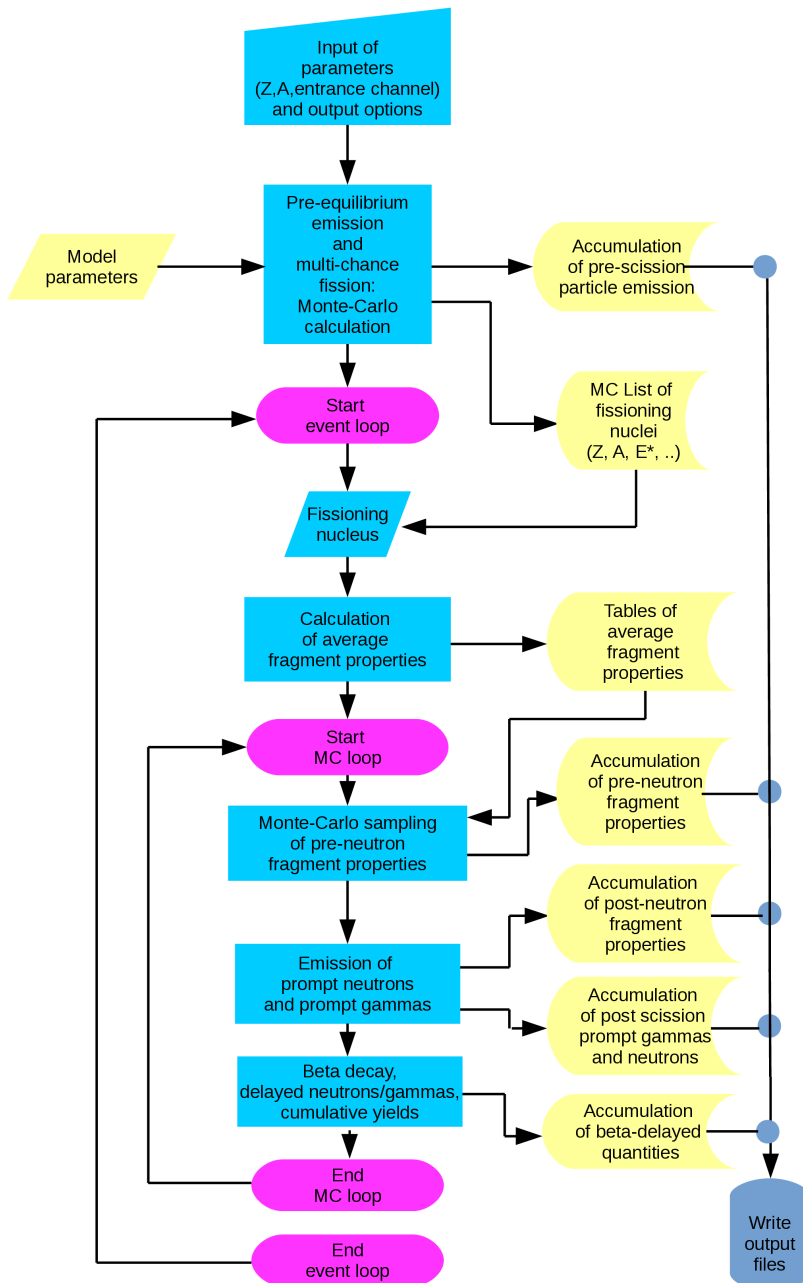 Input of
parameters
(Z,A,entrance channel)
and output options
Pre-equilibrium
emission
and
multi-chance
fission:
Monte-Carlo
calculation
Model
parameters
Accumulation
of pre-scission
particle emission
Start
event loop
MC List of
fissioning
nuclei
(Z, A, E*, ..)
Fissioning
nucleus
Calculation
of average
fragment properties
Tables of
average
fragment
properties
Start
MC loop
Monte-Carlo sampling
of pre-neutron
fragment properties
Accumulation
of pre-neutron
fragment
properties
Accumulation
of post-neutron
fragment
properties
Emission of
prompt neutrons
and prompt gammas
Accumulation
of post scission
prompt gammas
and neutrons
Beta decay,
delayed neutrons/gammas,
cumulative yields
Accumulation
of beta-delayed
quantities
End
MC loop
Write
output
files
End
event loop